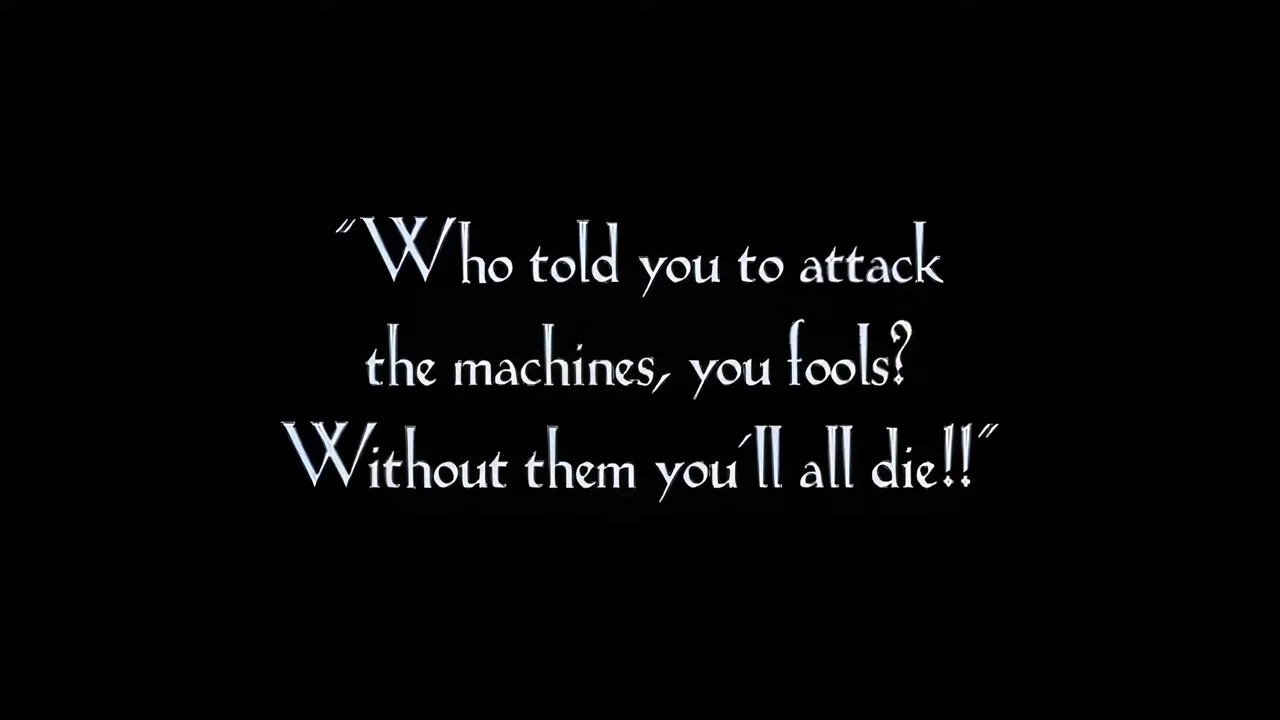 "Who told you to attack
the machines, you fools?
Without them you'll all die!!"